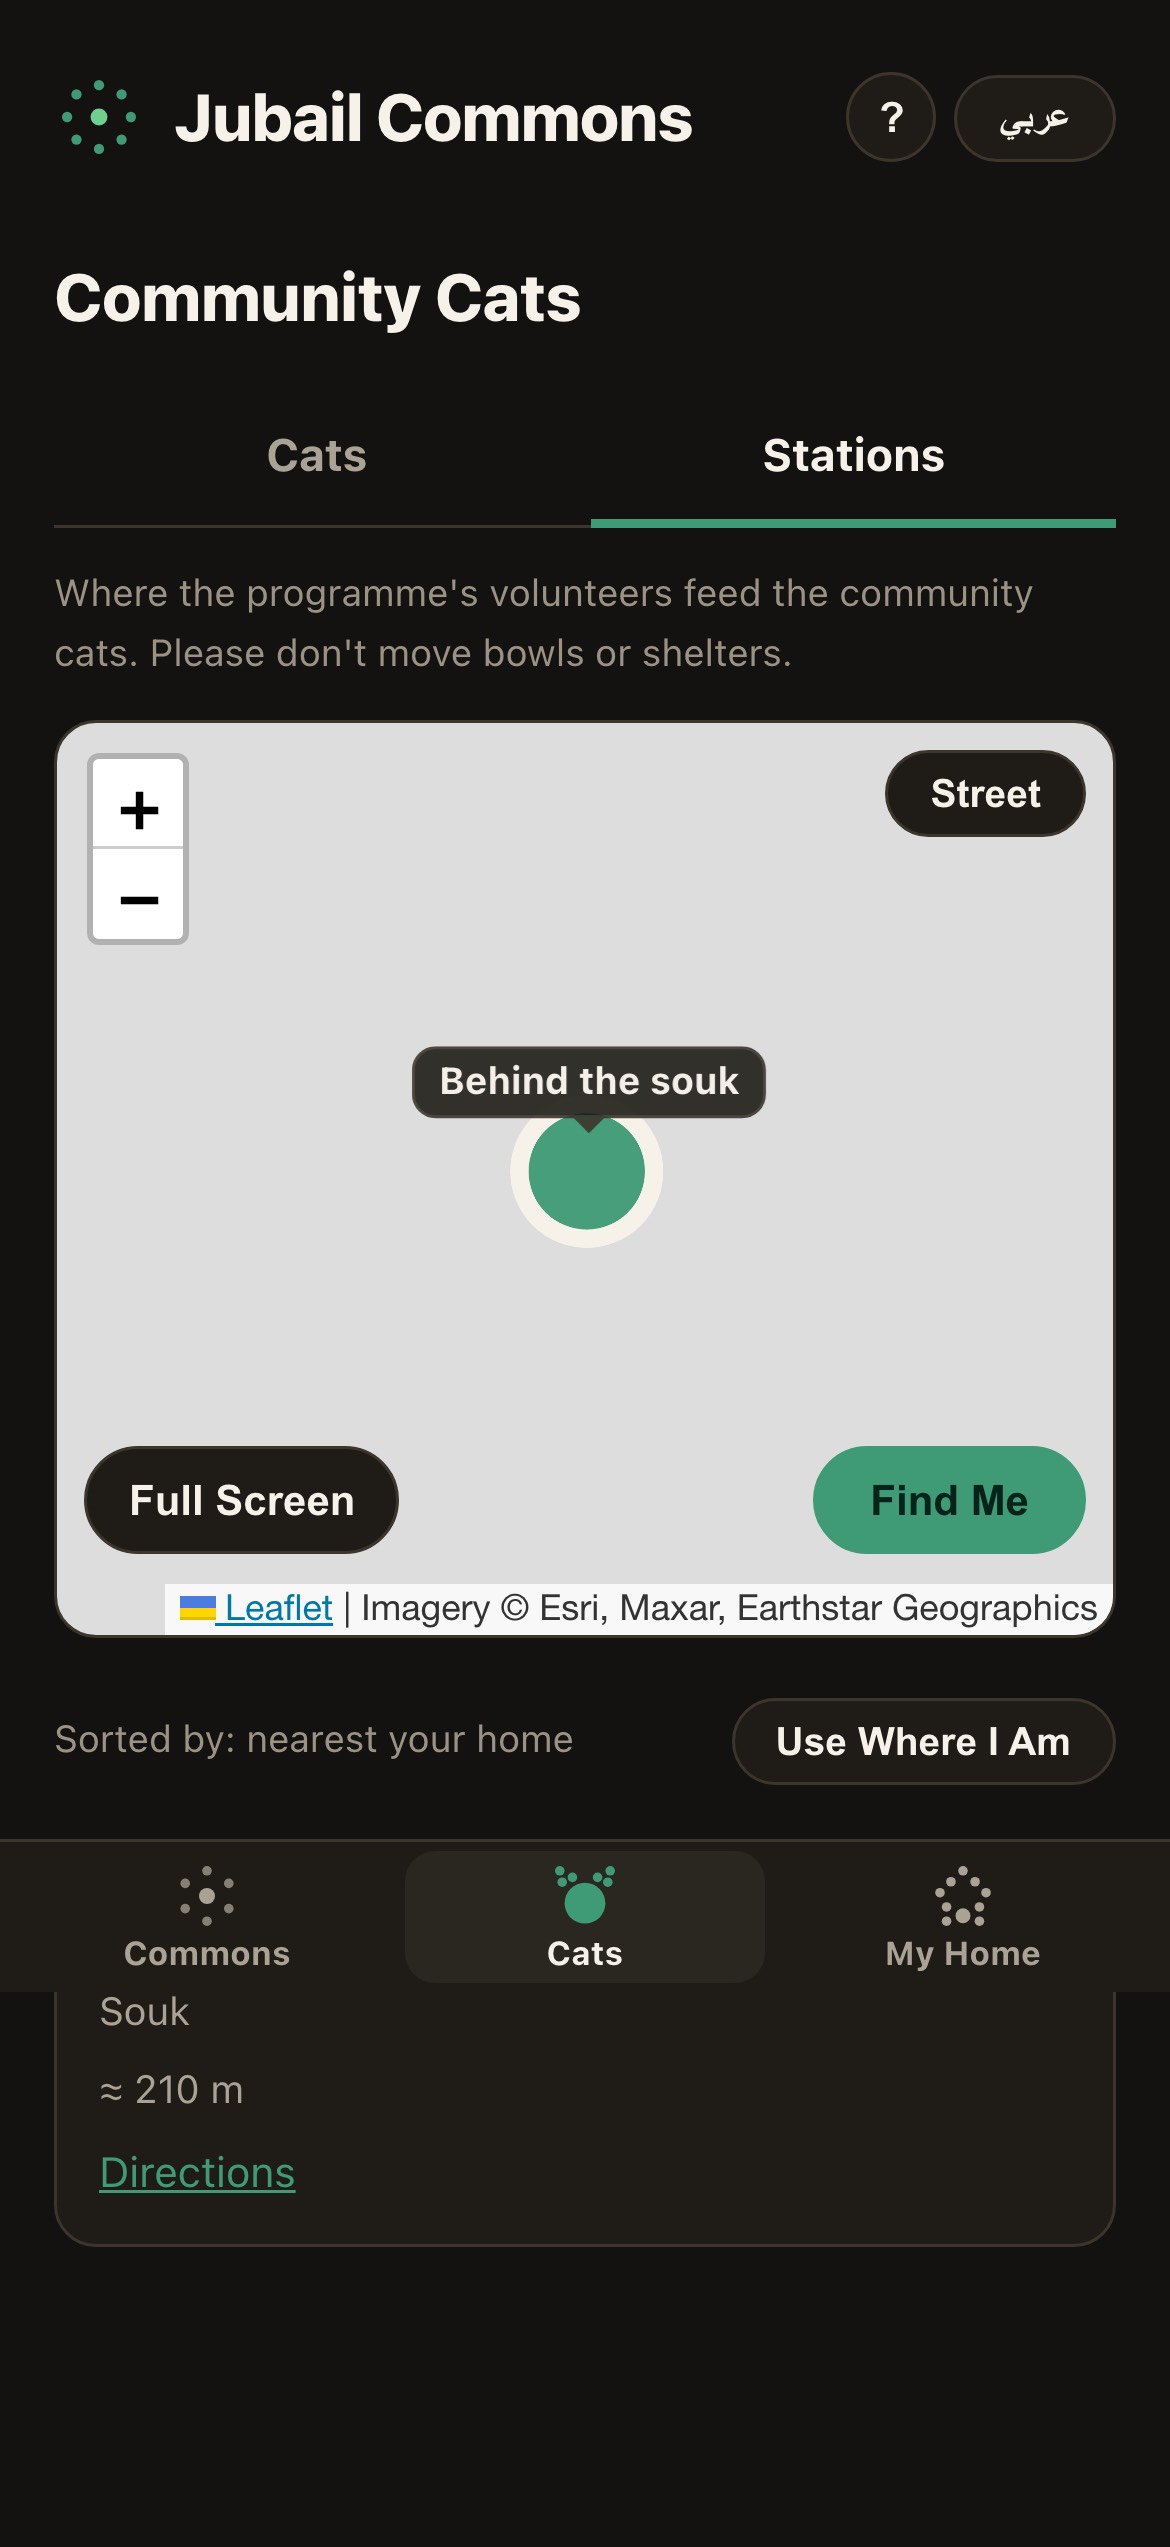 Jubail Commons
?
عربي
Community Cats
Cats
Stations
Where the programme's volunteers feed the community
cats. Please don't move bowls or shelters.
+
−
Street
Behind the souk
Full Screen
Find Me
Leaflet | Imagery © Esri, Maxar, Earthstar Geographics
Sorted by: nearest your home
Use Where I Am
Commons
Cats
My Home
Souk
≈ 210 m
Directions